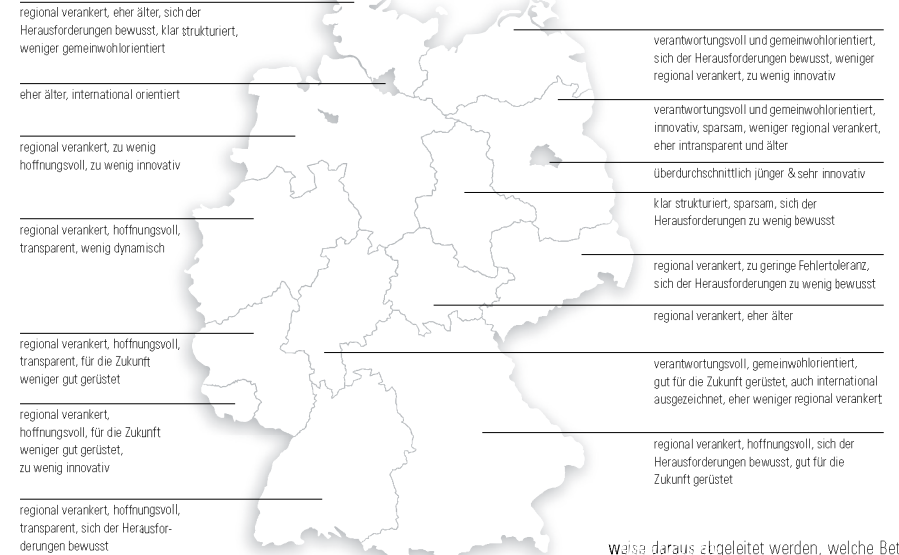 regional verankert, eher älter, sich der
Herausforderungen bewusst, klar strukturiert,
weniger gemeinwohlorientiert
eher älter, international orientiert
regional verankert, zu wenig
hoffnungsvoll, zu wenig innovativ
regional verankert, hoffnungsvoll,
transparent, wenig dynamisch
regional verankert, hoffnungsvoll,
transparent, für die Zukunft
weniger gut gerüstet
regional verankert,
hoffnungsvoll, für die Zukunft
weniger gut gerüstet,
zu wenig innovativ
regional verankert, hoffnungsvoll,
transparent, sich der Herausfor-
derungen bewusst
verantwortungsvoll und gemeinwohlorientiert,
sich der Herausforderungen bewusst, weniger
regional verankert, zu wenig innovativ
verantwortungsvoll und gemeinwohlorientiert,
innovativ, sparsam, weniger regional verankert,
eher intransparent und älter
überdurchschnittlich jünger & sehr innovativ
klar strukturiert, sparsam, sich der
Herausforderungen zu wenig bewusst
regional verankert, zu geringe Fehlertoleranz,
sich der Herausforderungen zu wenig bewusst
regional verankert, eher älter
verantwortungsvoll, gemeinwohlorientiert,
gut für die Zukunft gerüstet, auch international
ausgezeichnet, eher weniger regional verankert
regional verankert, hoffnungsvoll, sich der
Herausforderungen bewusst, gut für die
Zukunft gerüstet
weise daraus abgeleitet werden, welche Bet